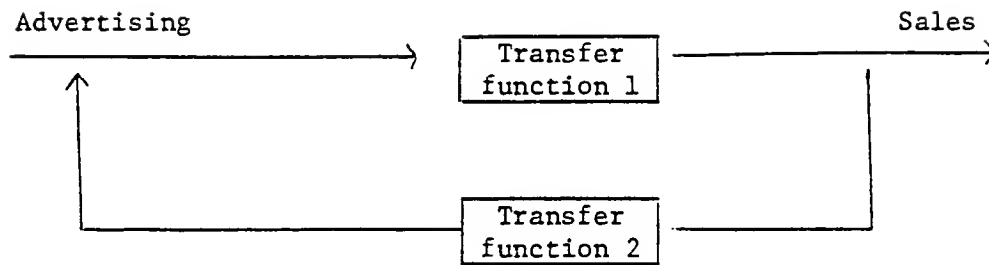 Advertising
Sales
Transfer
function 1
Transfer
function 2